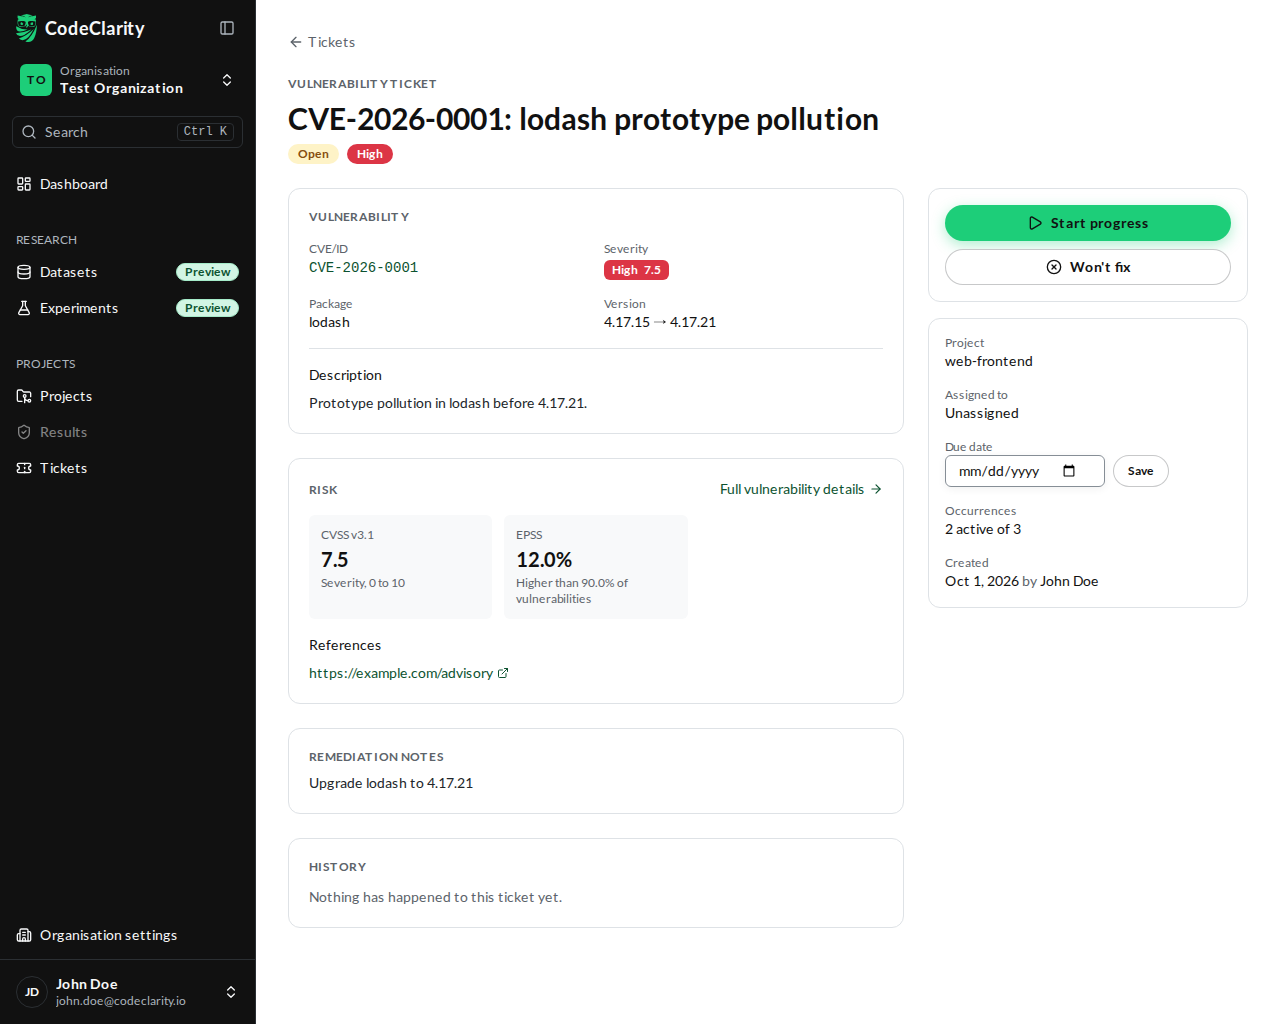 CodeClarity
TO
Organisation
Test Organization
Search
Ctrl K
Dashboard
RESEARCH
Datasets
Preview
Experiments
Preview
PROJECTS
Projects
Results
Tickets
Organisation settings
JD
John Doe
john.doe@codeclarity.io
Tickets
VULNERABILITY TICKET
CVE-2026-0001: lodash prototype pollution
Open
High
VULNERABILITY
CVE/ID
CVE-2026-0001
Severity
High 7.5
Package
lodash
Version
4.17.15 → 4.17.21
Description
Prototype pollution in lodash before 4.17.21.
RISK
Full vulnerability details →
CVSS v3.1
7.5
Severity, 0 to 10
EPSS
12.0%
Higher than 90.0% of
vulnerabilities
References
https://example.com/advisory
REMEDIATION NOTES
Upgrade lodash to 4.17.21
HISTORY
Nothing has happened to this ticket yet.
Start progress
Won't fix
Project
web-frontend
Assigned to
Unassigned
Due date
mm/dd/yyyy
Save
Occurrences
2 active of 3
Created
Oct 1, 2026 by John Doe